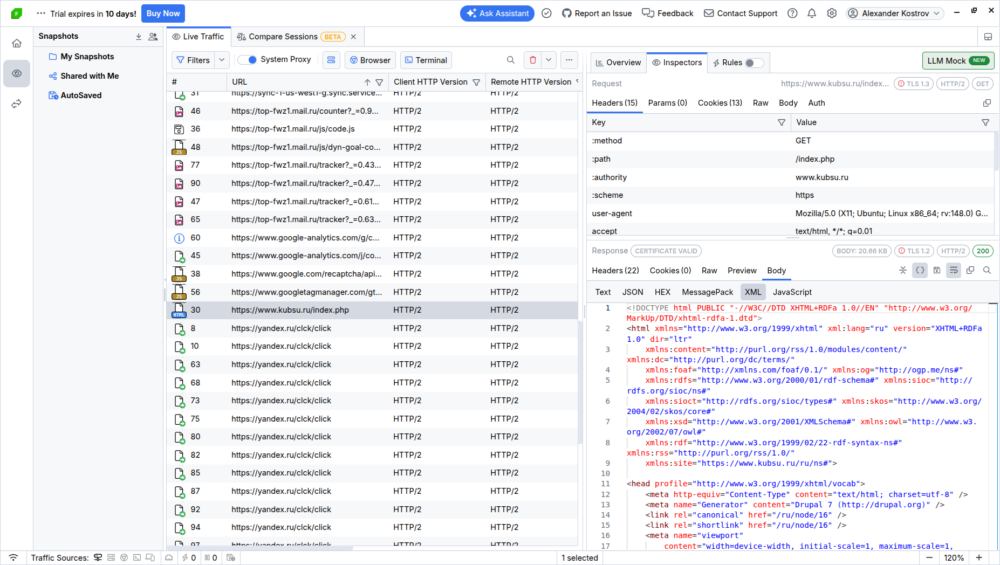 F
Trial expires in 10 days!
Buy Now
Ask Assistant
Report an Issue
Feedback
Contact Support
Alexander Kostrov
Snapshots
My Snapshots
Shared with Me
AutoSaved
Live Traffic
Compare Sessions BETA
Filters
System Proxy
Browser
Terminal
# URL Client HTTP Version Remote HTTP Version
31 https://sync-1-us-west1-g.sync.service... HTTP/2 HTTP/2
46 https://top-fwz1.mail.ru/counter?_=0.9... HTTP/2 HTTP/2
36 https://top-fwz1.mail.ru/js/code.js HTTP/2 HTTP/2
JS 48 https://top-fwz1.mail.ru/js/dyn-goal-co... HTTP/2 HTTP/2
77 https://top-fwz1.mail.ru/tracker?_=0.43... HTTP/2 HTTP/2
90 https://top-fwz1.mail.ru/tracker?_=0.47... HTTP/2 HTTP/2
47 https://top-fwz1.mail.ru/tracker?_=0.61... HTTP/2 HTTP/2
65 https://top-fwz1.mail.ru/tracker?_=0.63... HTTP/2 HTTP/2
60 https://www.google-analytics.com/g/c... HTTP/2 HTTP/2
45 https://www.google-analytics.com/j/co... HTTP/2 HTTP/2
JS 38 https://www.google.com/recaptcha/api... HTTP/2 HTTP/2
JS 56 https://www.googletagmanager.com/gt... HTTP/2 HTTP/2
HTML 30 https://www.kubsu.ru/index.php HTTP/2 HTTP/2
8 https://yandex.ru/clck/click HTTP/2 HTTP/2
10 https://yandex.ru/clck/click HTTP/2 HTTP/2
63 https://yandex.ru/clck/click HTTP/2 HTTP/2
68 https://yandex.ru/clck/click HTTP/2 HTTP/2
73 https://yandex.ru/clck/click HTTP/2 HTTP/2
75 https://yandex.ru/clck/click HTTP/2 HTTP/2
80 https://yandex.ru/clck/click HTTP/2 HTTP/2
82 https://yandex.ru/clck/click HTTP/2 HTTP/2
85 https://yandex.ru/clck/click HTTP/2 HTTP/2
87 https://yandex.ru/clck/click HTTP/2 HTTP/2
92 https://yandex.ru/clck/click HTTP/2 HTTP/2
94 https://yandex.ru/clck/click HTTP/2 HTTP/2
97 https://yandex.ru/clck/click HTTP/2 HTTP/2
Overview
Inspectors
Rules
LLM Mock NEW
Request https://www.kubsu.ru/index... TLS 1.3 HTTP/2 GET
Headers (15) Params (0) Cookies (13) Raw Body Auth
Key Value
:method GET
:path /index.php
:authority www.kubsu.ru
:scheme https
user-agent Mozilla/5.0 (X11; Ubuntu; Linux x86_64; rv:148.0) G...
accept text/html, */*; q=0.01
Response CERTIFICATE VALID BODY: 20.66 KB TLS 1.2 HTTP/2 200
Headers (22) Cookies (0) Raw Preview Body
Text JSON HEX MessagePack XML JavaScript
1 <!DOCTYPE html PUBLIC "-//W3C//DTD XHTML+RDFa 1.0//EN" "http://www.w3.org/
MarkUp/DTD/xhtml-rdfa-1.dtd">
2 <html xmlns="http://www.w3.org/1999/xhtml" xml:lang="ru" version="XHTML+RDFa
1.0" dir="ltr"
3 xmlns:content="http://purl.org/rss/1.0/modules/content/"
xmlns:dc="http://purl.org/dc/terms/"
4 xmlns:foaf="http://xmlns.com/foaf/0.1/" xmlns:og="http://ogp.me/ns#"
5 xmlns:rdfs="http://www.w3.org/2000/01/rdf-schema#" xmlns:sioc="http://
rdfs.org/sioc/ns#"
6 xmlns:sioct="http://rdfs.org/sioc/types#" xmlns:skos="http://www.w3.org/
2004/02/skos/core#"
7 xmlns:xsd="http://www.w3.org/2001/XMLSchema#" xmlns:owl="http://www.w3.
org/2002/07/owl#"
8 xmlns:rdf="http://www.w3.org/1999/02/22-rdf-syntax-ns#"
xmlns:rss="http://purl.org/rss/1.0/"
9 xmlns:site="https://www.kubsu.ru/ru/ns#">
10
11 <head profile="http://www.w3.org/1999/xhtml/vocab">
12 <meta http-equiv="Content-Type" content="text/html; charset=utf-8" />
13 <meta name="Generator" content="Drupal 7 (http://drupal.org)" />
14 <link rel="canonical" href="/ru/node/16" />
15 <link rel="shortlink" href="/ru/node/16" />
16 <meta name="viewport"
17 content="width=device-width, initial-scale=1, maximum-scale=1,
Traffic Sources: 0 0 1 selected 120%